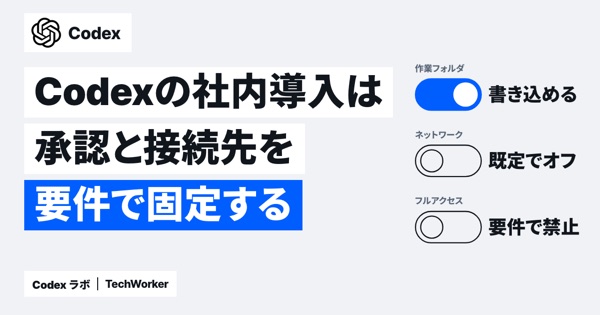 Codex
Codexの社内導入は
承認と接続先を
要件で固定する
作業フォルダ
書き込める
ネットワーク
既定でオフ
フルアクセス
要件で禁止
Codex ラボ | TechWorker